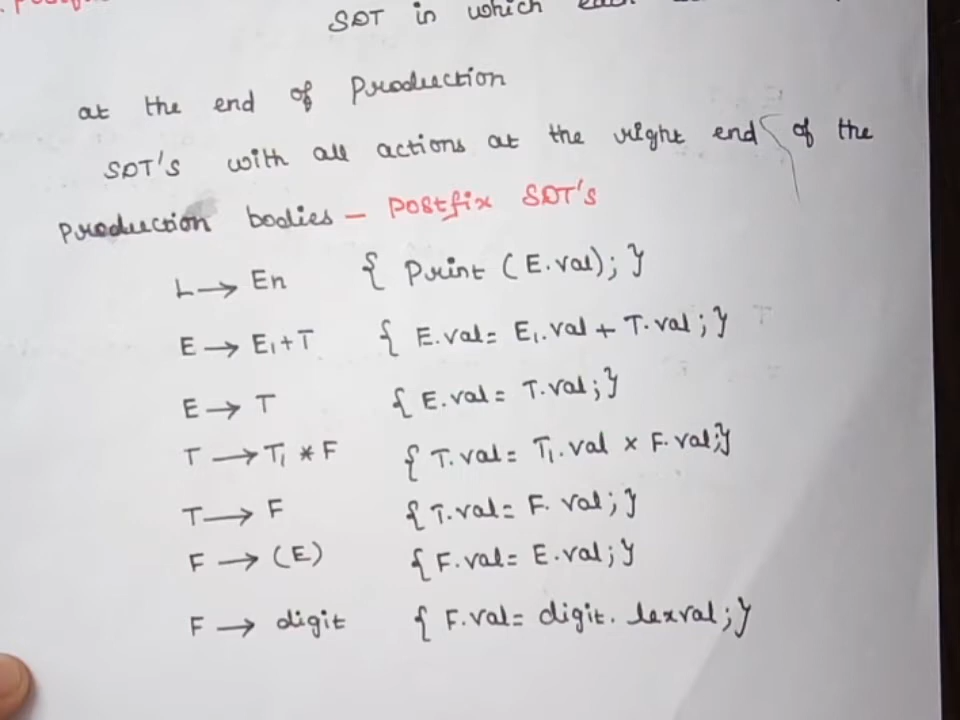 SDT in which each
at the end of Production
SDT's with all actions at the right end of the
production bodies – Postfix SDT's
L → En { Print (E.val); }
E → E₁+T { E.val = E₁.val + T.val; }
E → T { E.val = T.val; }
T → T₁ * F { T.val = T₁.val × F.val; }
T → F { T.val = F.val; }
F → (E) { F.val = E.val; }
F → digit { F.val = digit.lexval; }